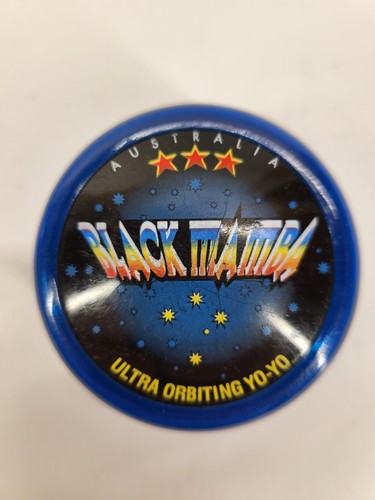 AUSTRALIA
BLACK MAMBA
ULTRA ORBITING YO-YO